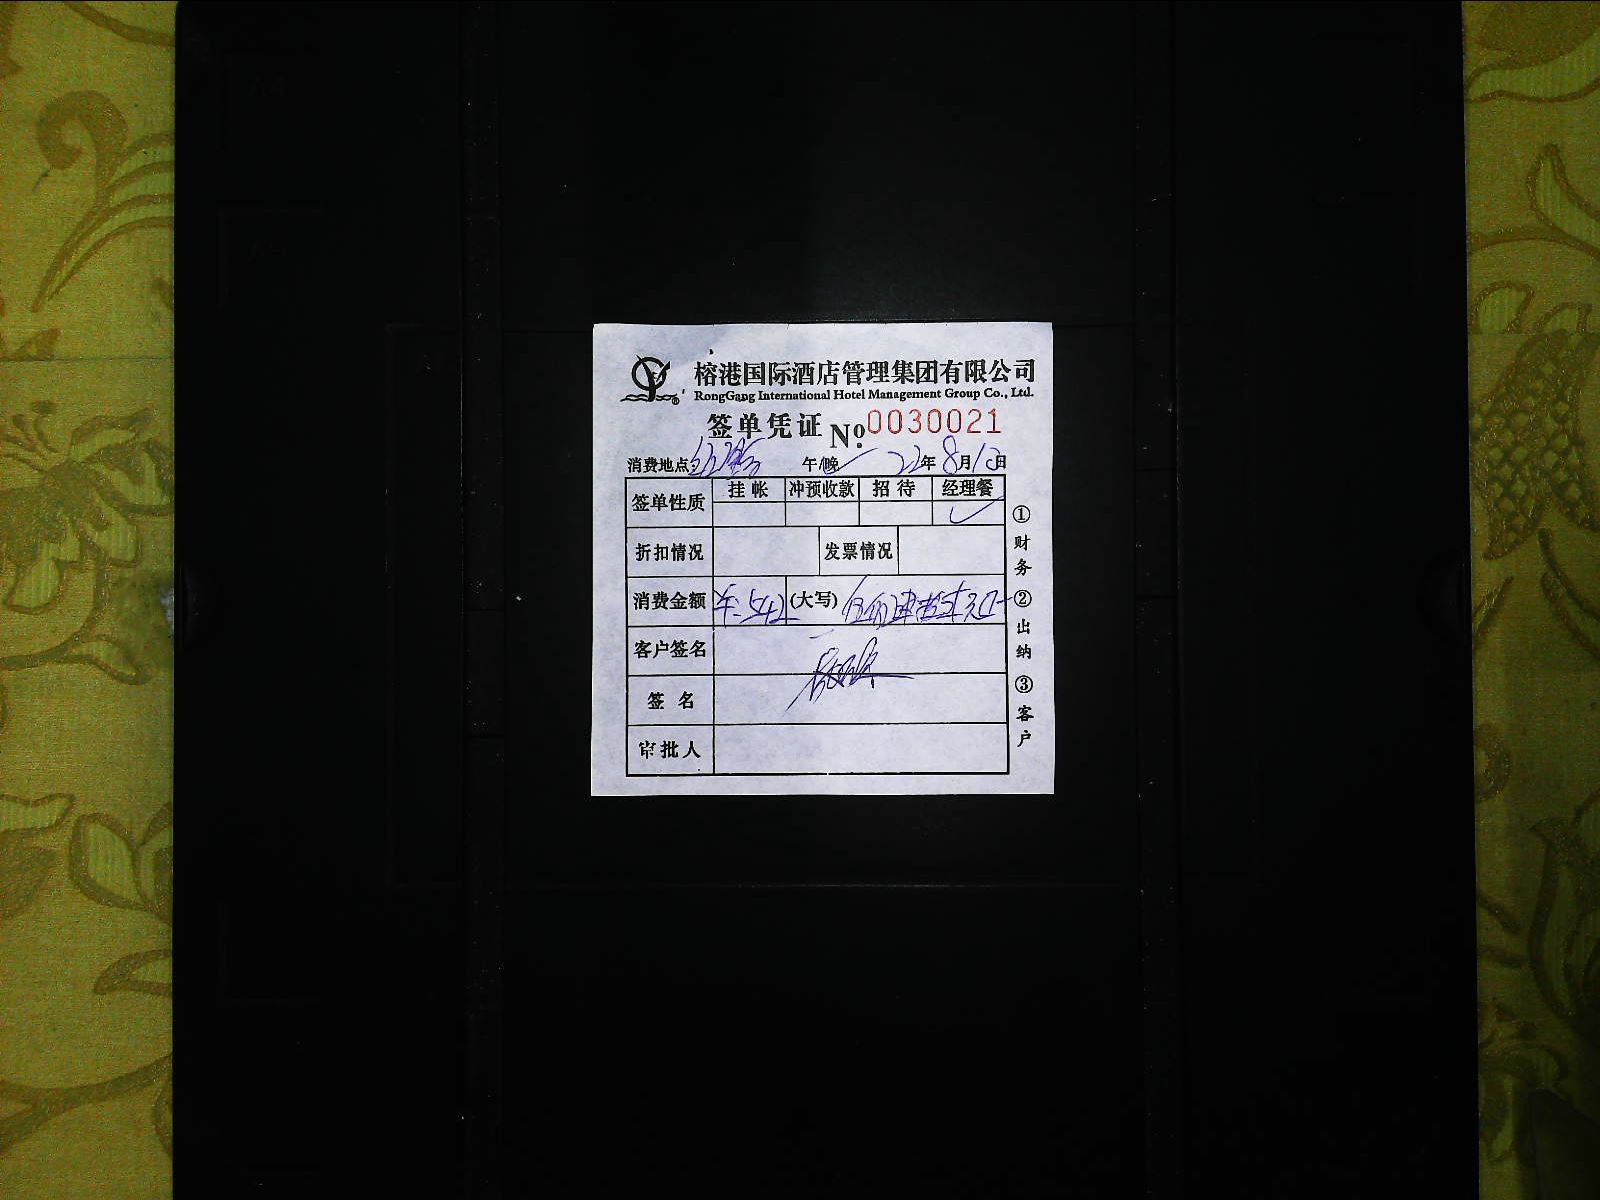 榕港国际酒店管理集团有限公司
RongGang International Hotel Management Group Co., Ltd.
签单凭证 No. 0030021
消费地点: 午/晚 22年8月12日
签单性质 挂帐 冲预收款 招待 经理餐
✓
折扣情况 发票情况
消费金额 (大写)
客户签名
签名
审批人
①财务 ②出纳 ③客户